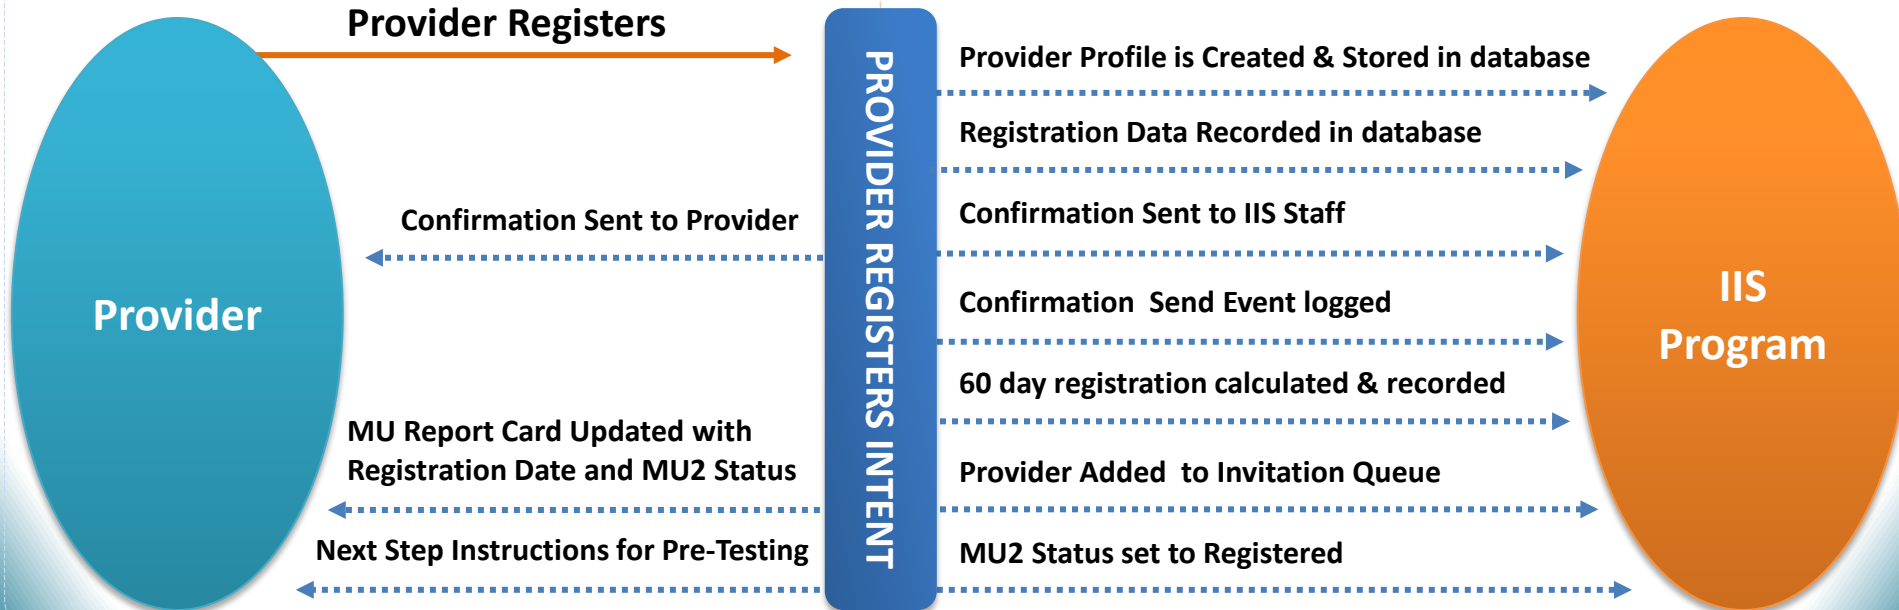 Provider Registers
Provider
Confirmation Sent to Provider
MU Report Card Updated with
Registration Date and MU2 Status
Next Step Instructions for Pre-Testing
PROVIDER REGISTERS INTENT
Provider Profile is Created & Stored in database
Registration Data Recorded in database
Confirmation Sent to IIS Staff
Confirmation  Send Event logged
60 day registration calculated & recorded
Provider Added  to Invitation Queue
MU2 Status set to Registered
IIS
Program